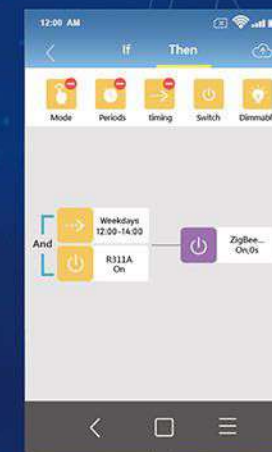 12:00 AM
If Then
Mode Periods timing Switch Dimmabl
Weekdays
12:00-14:00
And
R311A
On
ZigBee...
On,0s